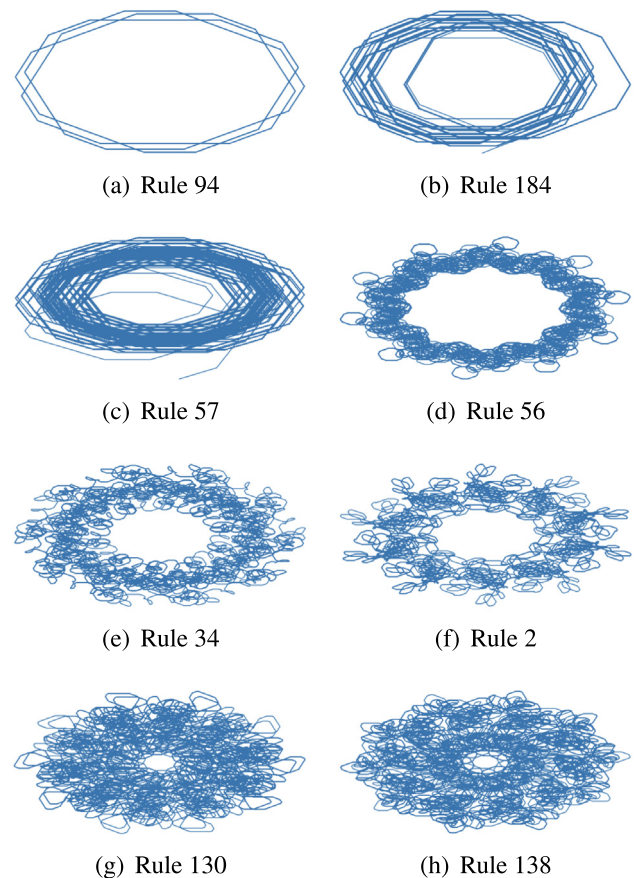 (a) Rule 94
(b) Rule 184
(c) Rule 57
(d) Rule 56
(e) Rule 34
(f) Rule 2
(g) Rule 130
(h) Rule 138